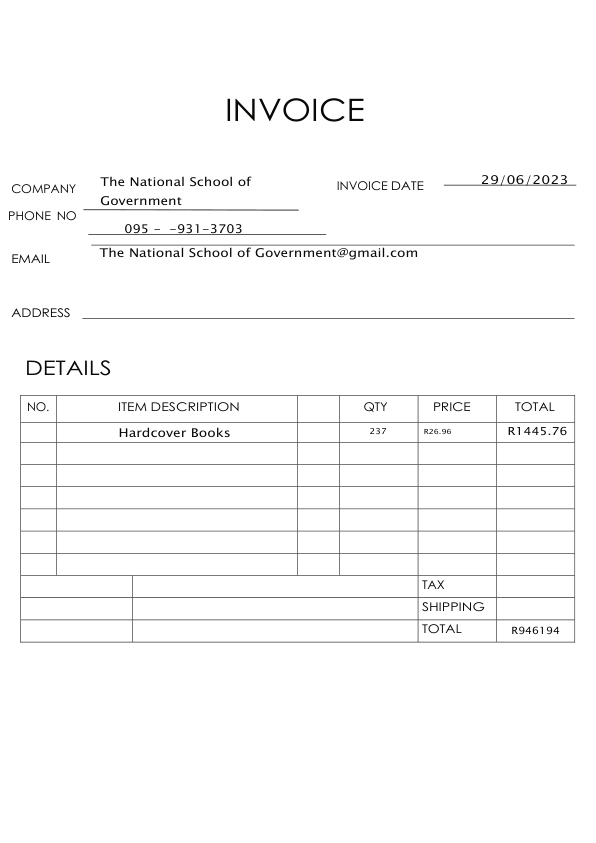 INVOICE
COMPANY The National School of Government INVOICE DATE 29/06/2023
PHONE NO 095 - -931-3703
EMAIL The National School of Government@gmail.com
ADDRESS
DETAILS
NO. ITEM DESCRIPTION QTY PRICE TOTAL
Hardcover Books 237 R26.96 R1445.76
TAX
SHIPPING
TOTAL R946194